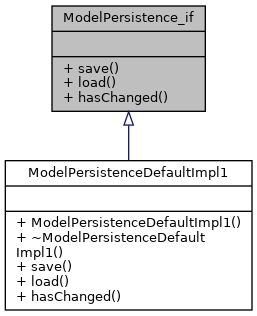 ModelPersistence_if
+ save()
+ load()
+ hasChanged()
ModelPersistenceDefaultImpl1
+ ModelPersistenceDefaultImpl1()
+ ~ModelPersistenceDefault
Impl1()
+ save()
+ load()
+ hasChanged()